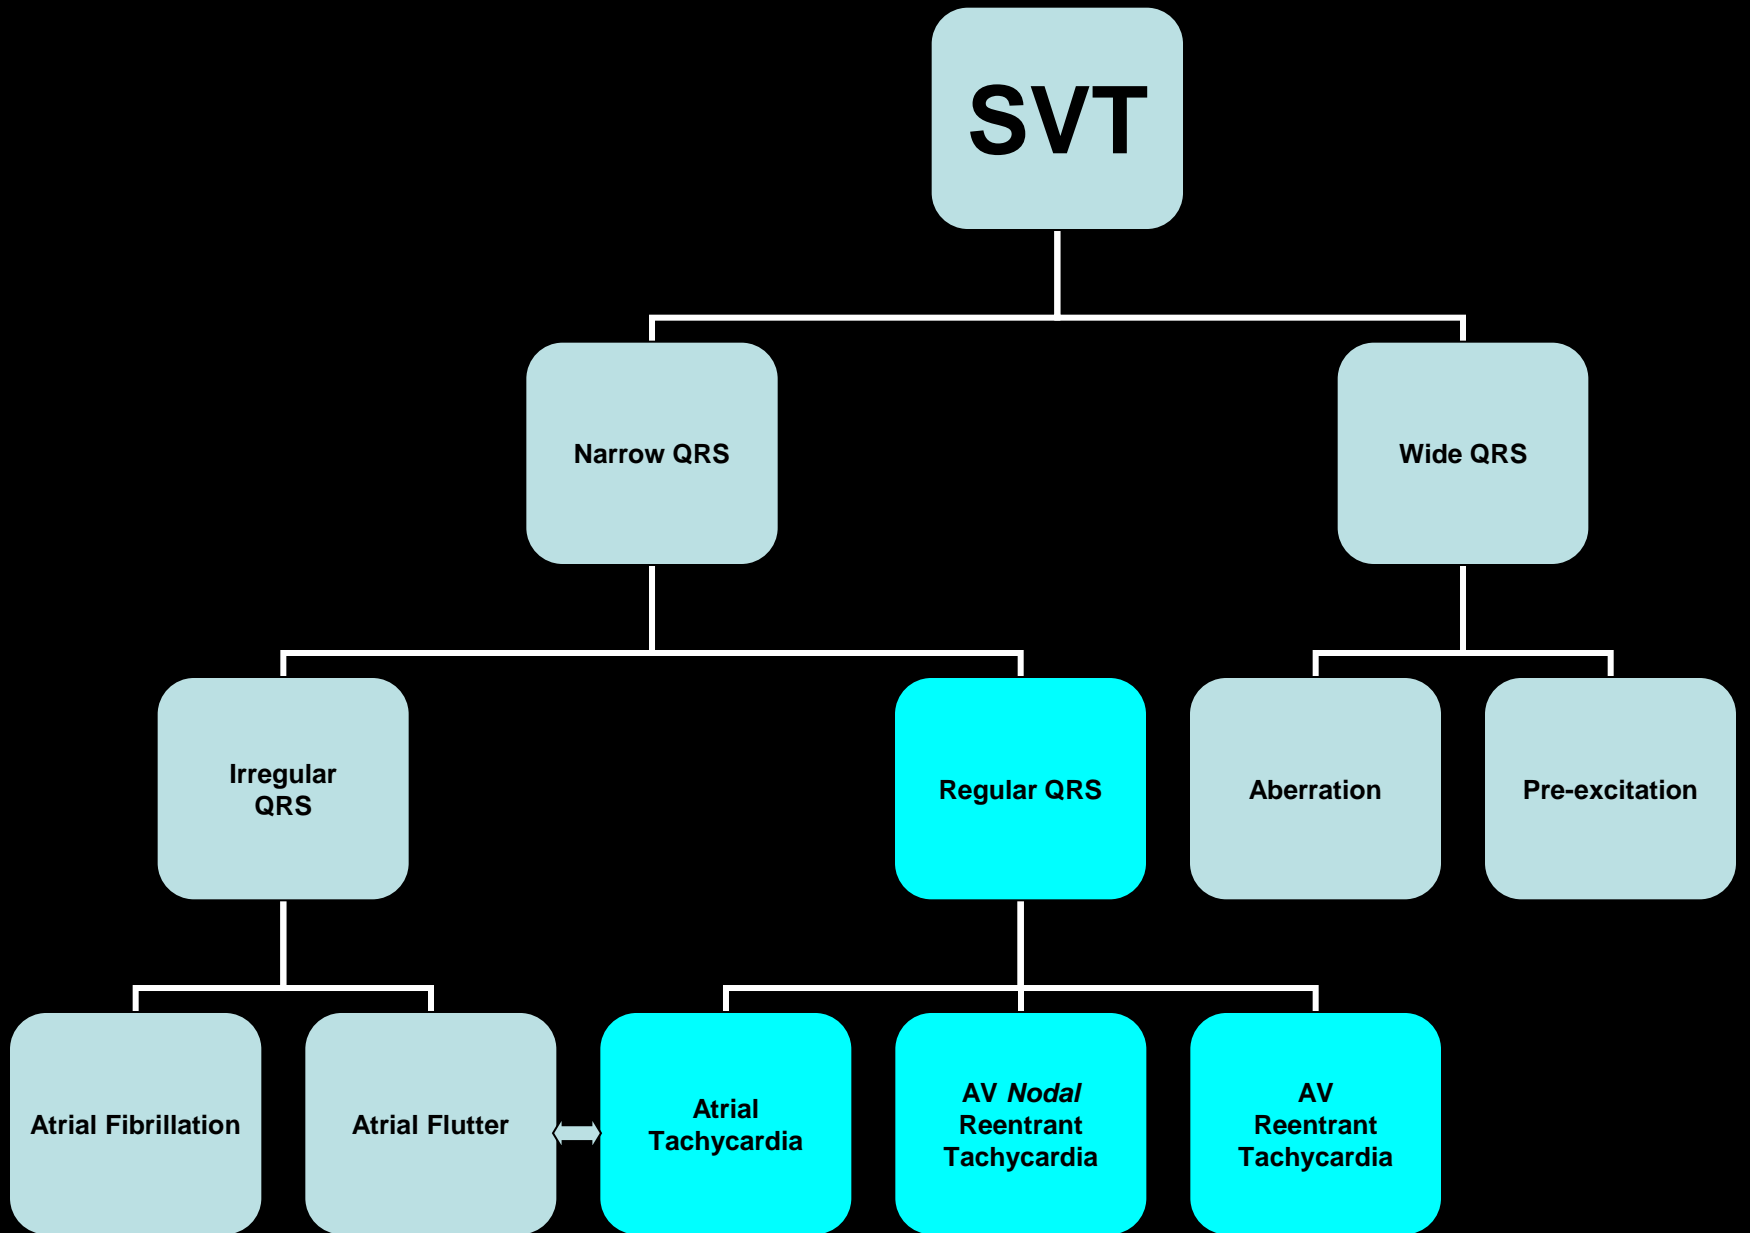 SVT
Narrow QRS
Wide QRS
Irregular
QRS
Regular QRS
Aberration
Pre-excitation
Atrial Fibrillation
Atrial Flutter
Atrial
Tachycardia
AV Nodal
Reentrant
Tachycardia
AV
Reentrant
Tachycardia